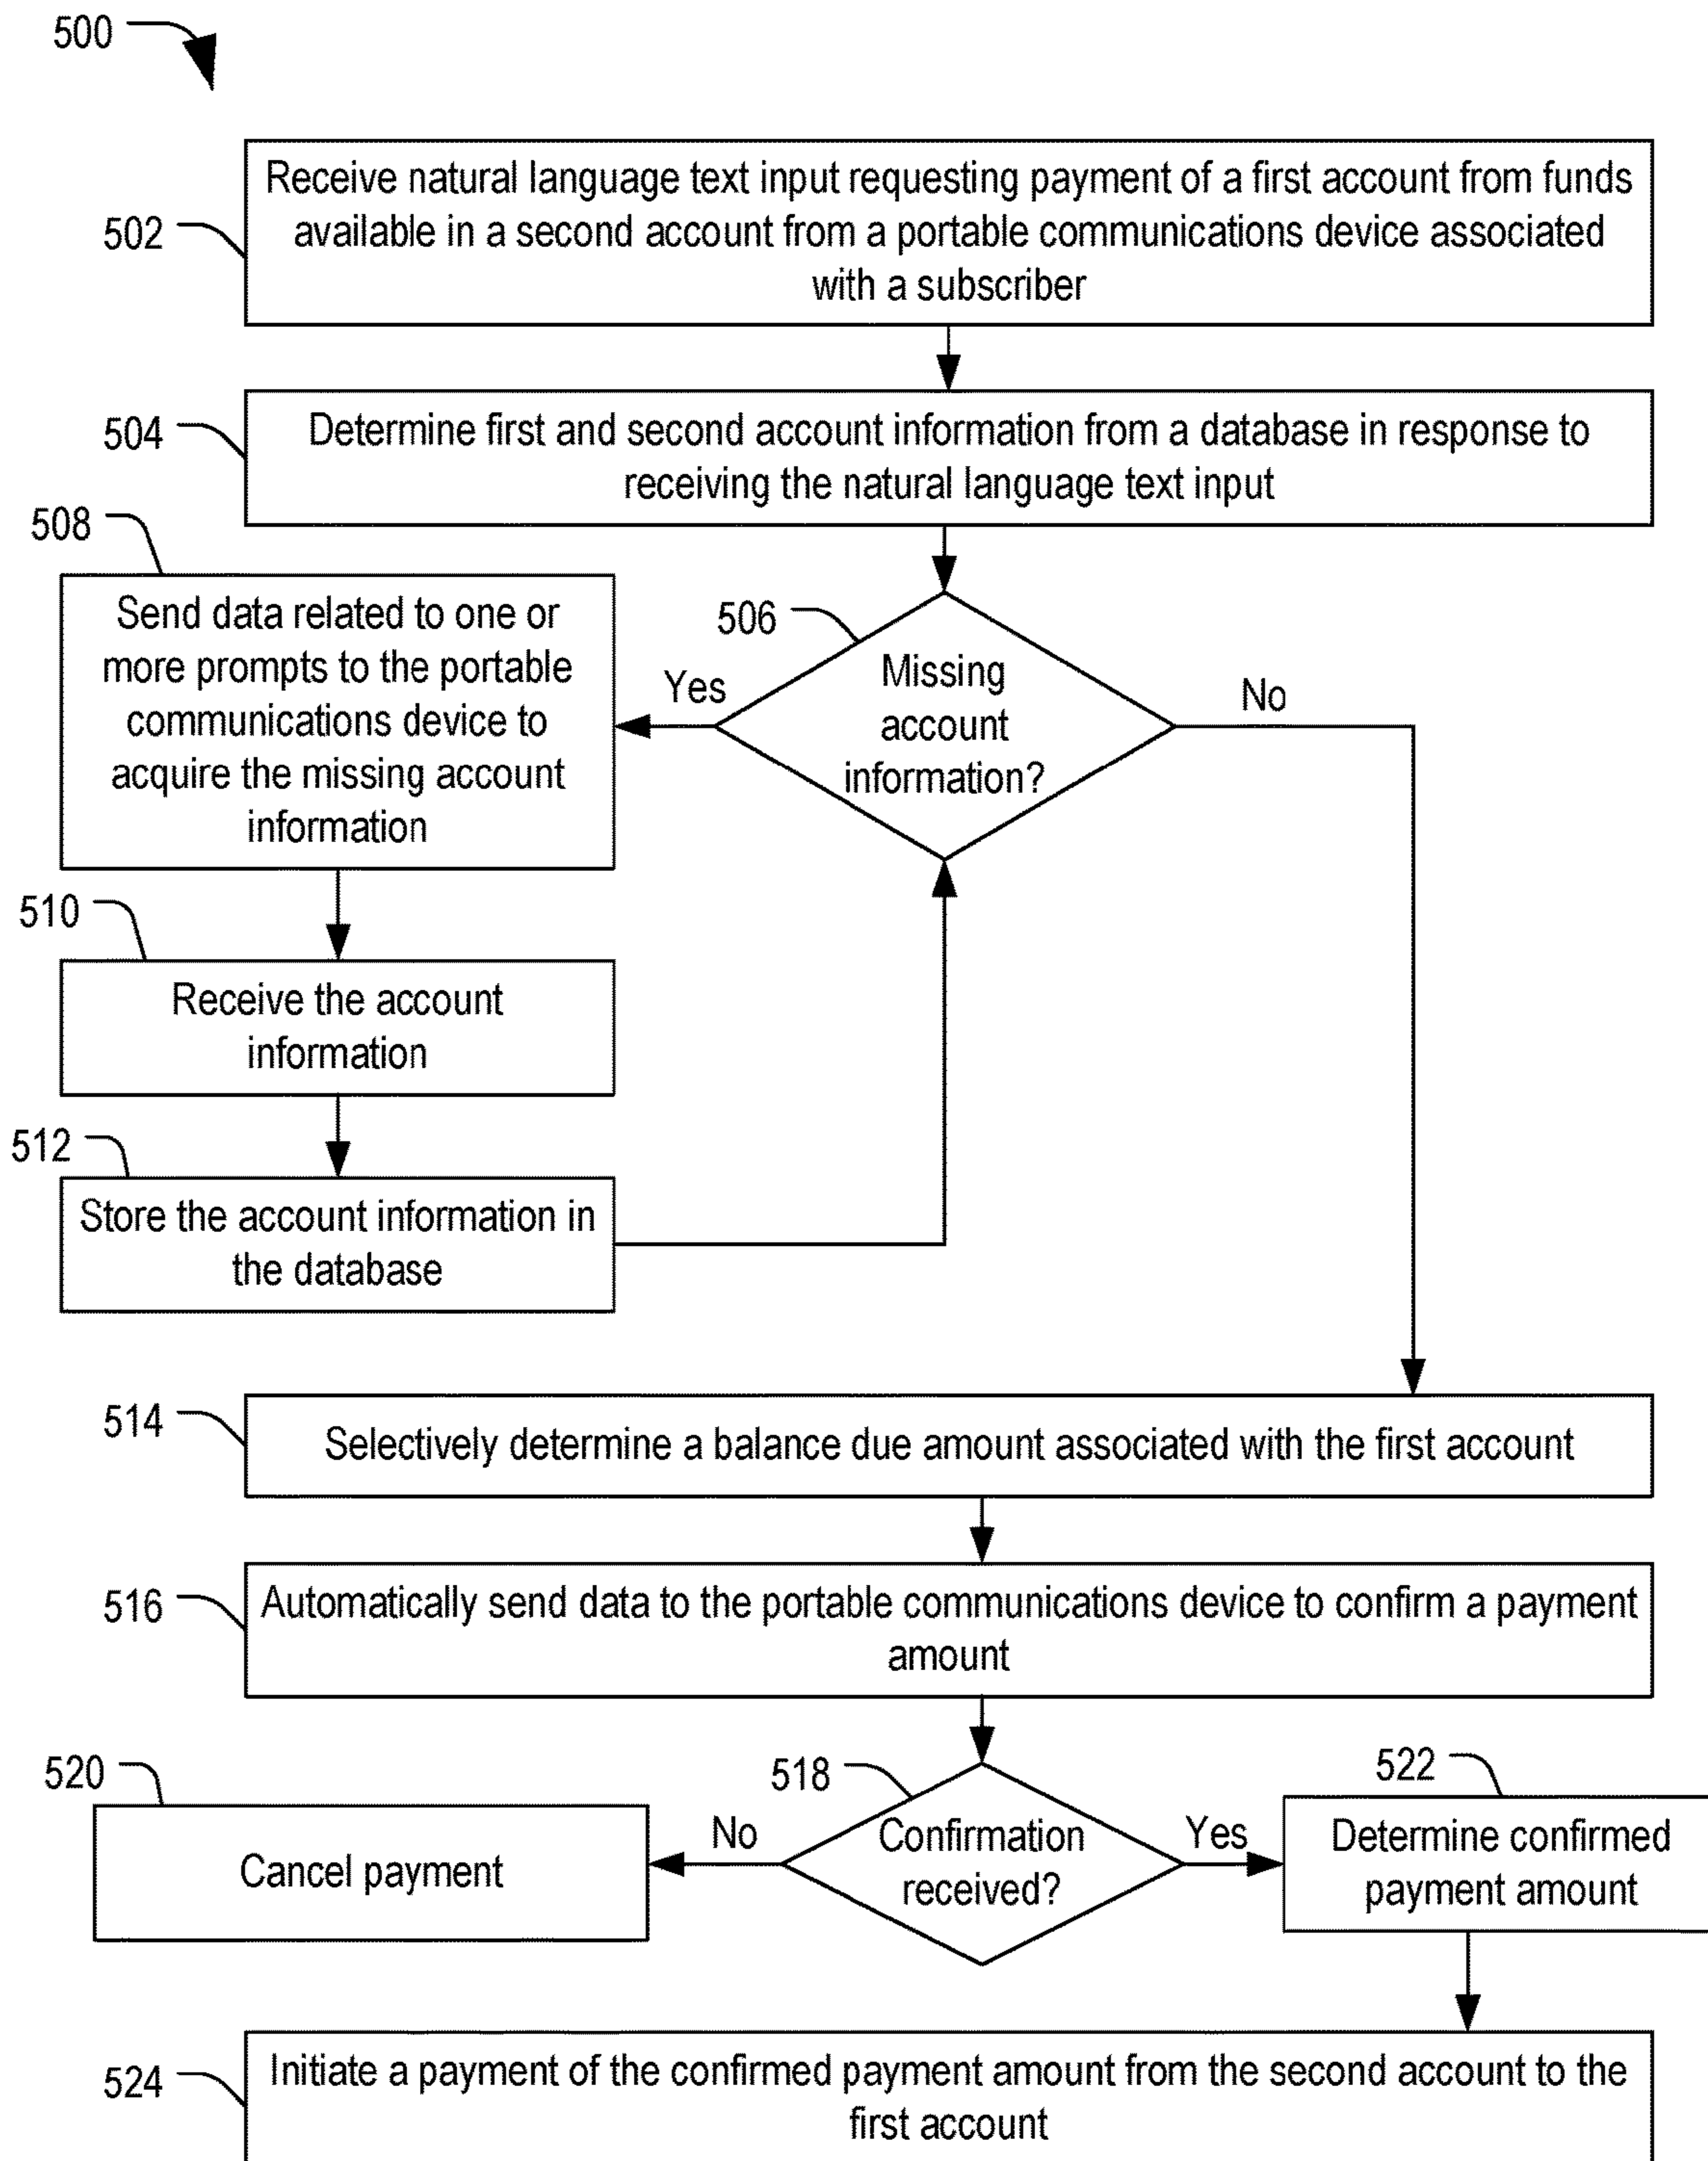 500
502
Receive natural language text input requesting payment of a first account from funds
available in a second account from a portable communications device associated
with a subscriber
504
Determine first and second account information from a database in response to
receiving the natural language text input
508
Send data related to one or
more prompts to the portable
communications device to
acquire the missing account
information
506
Missing
account
information?
Yes
No
510
Receive the account
information
512
Store the account information in
the database
514
Selectively determine a balance due amount associated with the first account
516
Automatically send data to the portable communications device to confirm a payment
amount
518
Confirmation
received?
No
Yes
520
Cancel payment
522
Determine confirmed
payment amount
524
Initiate a payment of the confirmed payment amount from the second account to the
first account